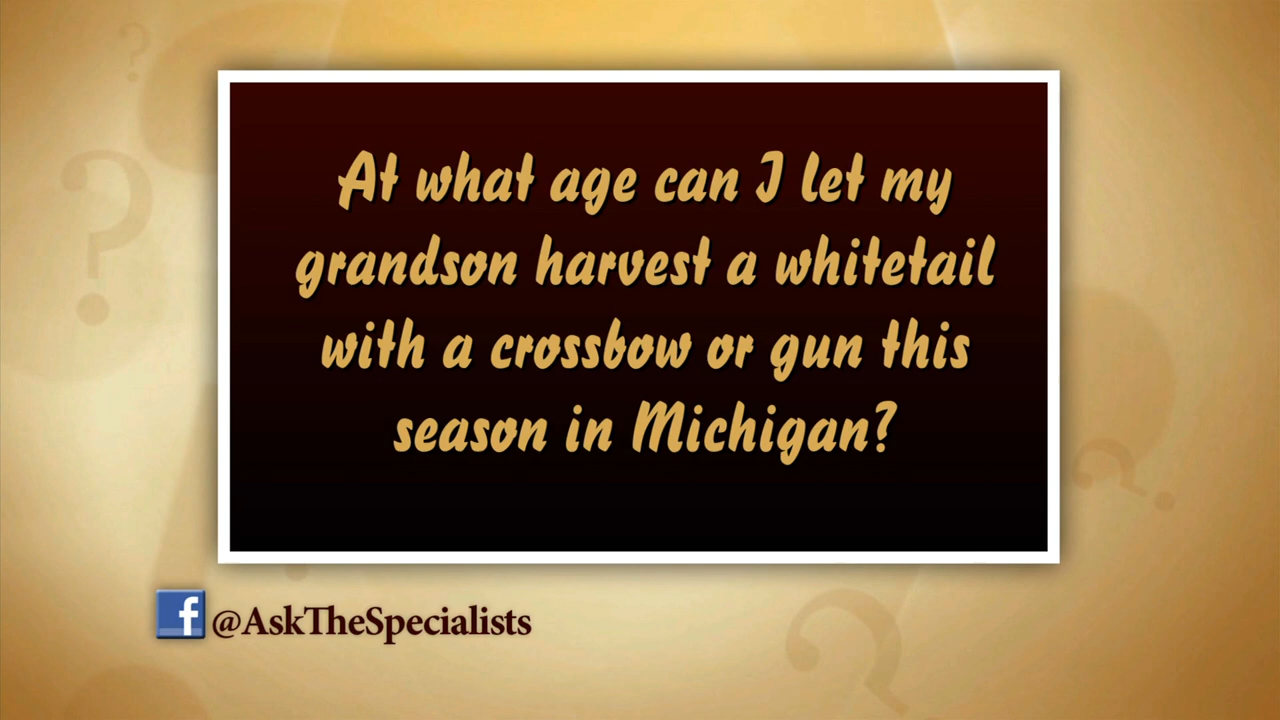 At what age can I let my
grandson harvest a whitetail
with a crossbow or gun this
season in Michigan?
f @AskTheSpecialists